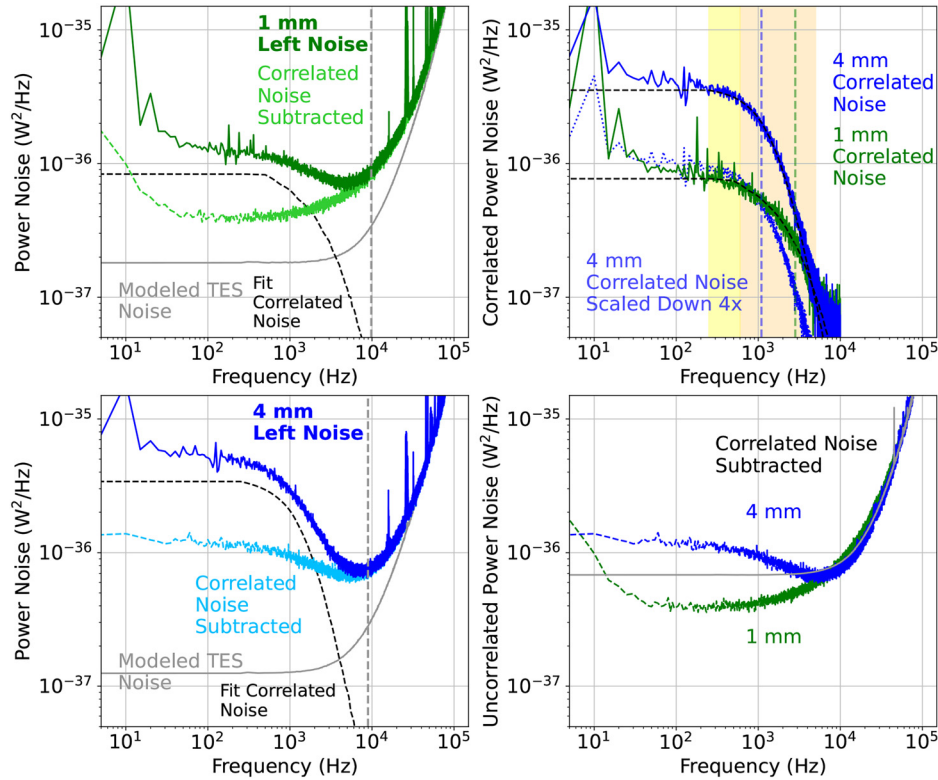 1 mm
Left Noise
Correlated
Noise
Subtracted
Modeled TES
Noise
Fit
Correlated
Noise
Power Noise (W²/Hz)
10⁻³⁵
10⁻³⁶
10⁻³⁷
10¹ 10² 10³ 10⁴ 10⁵
Frequency (Hz)
4 mm
Correlated
Noise
1 mm
Correlated
Noise
4 mm
Correlated Noise
Scaled Down 4x
Correlated Power Noise (W²/Hz)
10⁻³⁵
10⁻³⁶
10⁻³⁷
10¹ 10² 10³ 10⁴ 10⁵
Frequency (Hz)
4 mm
Left Noise
Correlated
Noise
Subtracted
Modeled TES
Noise
Fit Correlated
Noise
Power Noise (W²/Hz)
10⁻³⁵
10⁻³⁶
10⁻³⁷
10¹ 10² 10³ 10⁴ 10⁵
Frequency (Hz)
Correlated Noise
Subtracted
4 mm
1 mm
Uncorrelated Power Noise (W²/Hz)
10⁻³⁵
10⁻³⁶
10⁻³⁷
10¹ 10² 10³ 10⁴ 10⁵
Frequency (Hz)